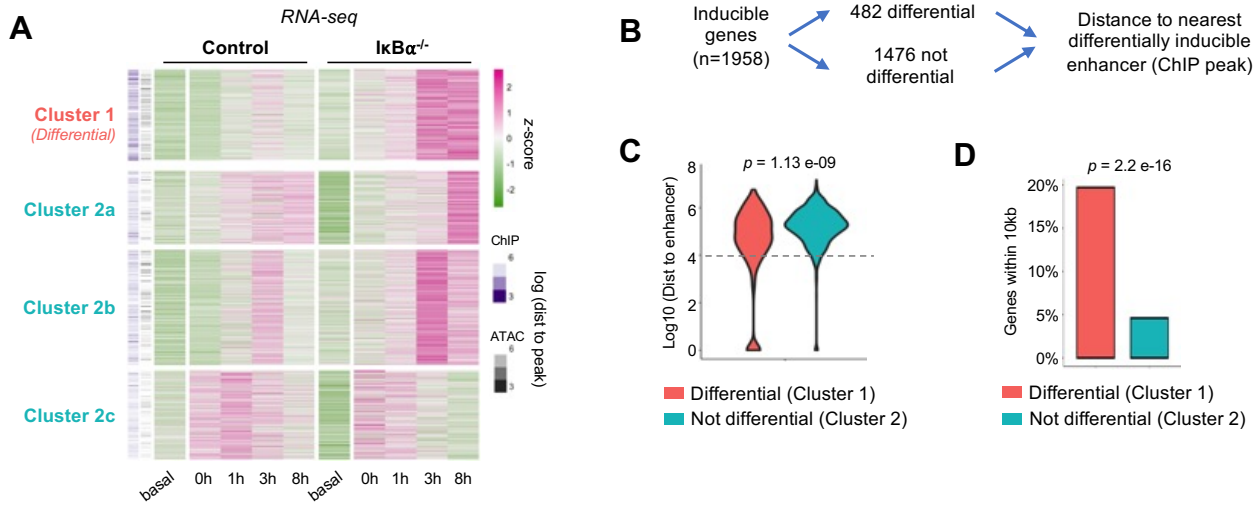 A
RNA-seq
Control
IκBα-/-
Cluster 1
(Differential)
Cluster 2a
Cluster 2b
Cluster 2c
basal 0h 1h 3h 8h basal 0h 1h 3h 8h
2
1
0
-1
-2
z-score
ChIP
6
3
ATAC
6
3
log (dist to peak)
B
Inducible
genes
(n=1958)
482 differential
1476 not
differential
Distance to nearest
differentially inducible
enhancer (ChIP peak)
C
p = 1.13 e-09
Log10 (Dist to enhancer)
8
6
4
2
0
Differential (Cluster 1)
Not differential (Cluster 2)
D
p = 2.2 e-16
Genes within 10kb
20%
15%
10%
5%
0%
Differential (Cluster 1)
Not differential (Cluster 2)